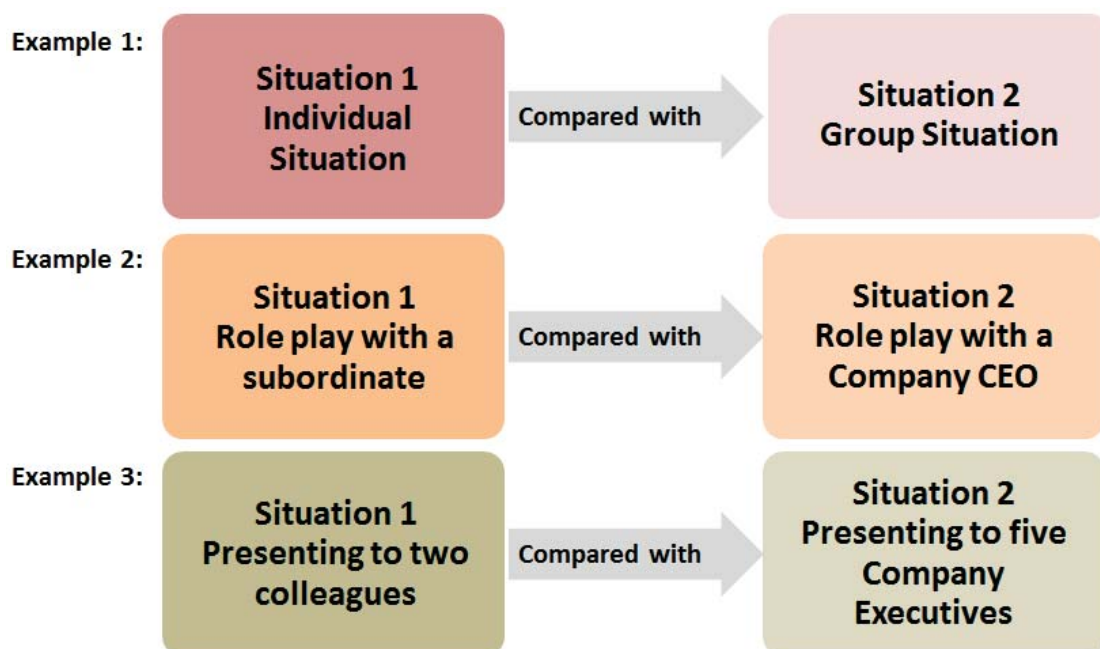 Example 1:
Situation 1
Individual
Situation
Compared with
Situation 2
Group Situation
Example 2:
Situation 1
Role play with a
subordinate
Compared with
Situation 2
Role play with a
Company CEO
Example 3:
Situation 1
Presenting to two
colleagues
Compared with
Situation 2
Presenting to five
Company
Executives